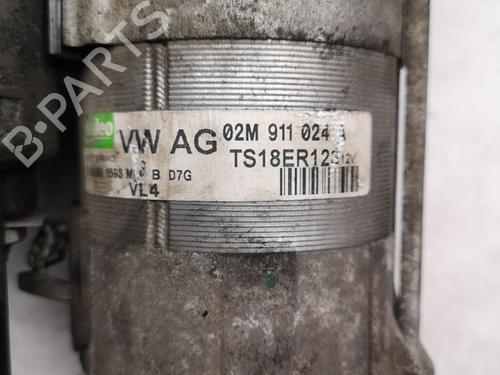 B-PARTS
Valeo
VW AG 02M 911 024 A
TS18ER12 12V
B D7G
VL4